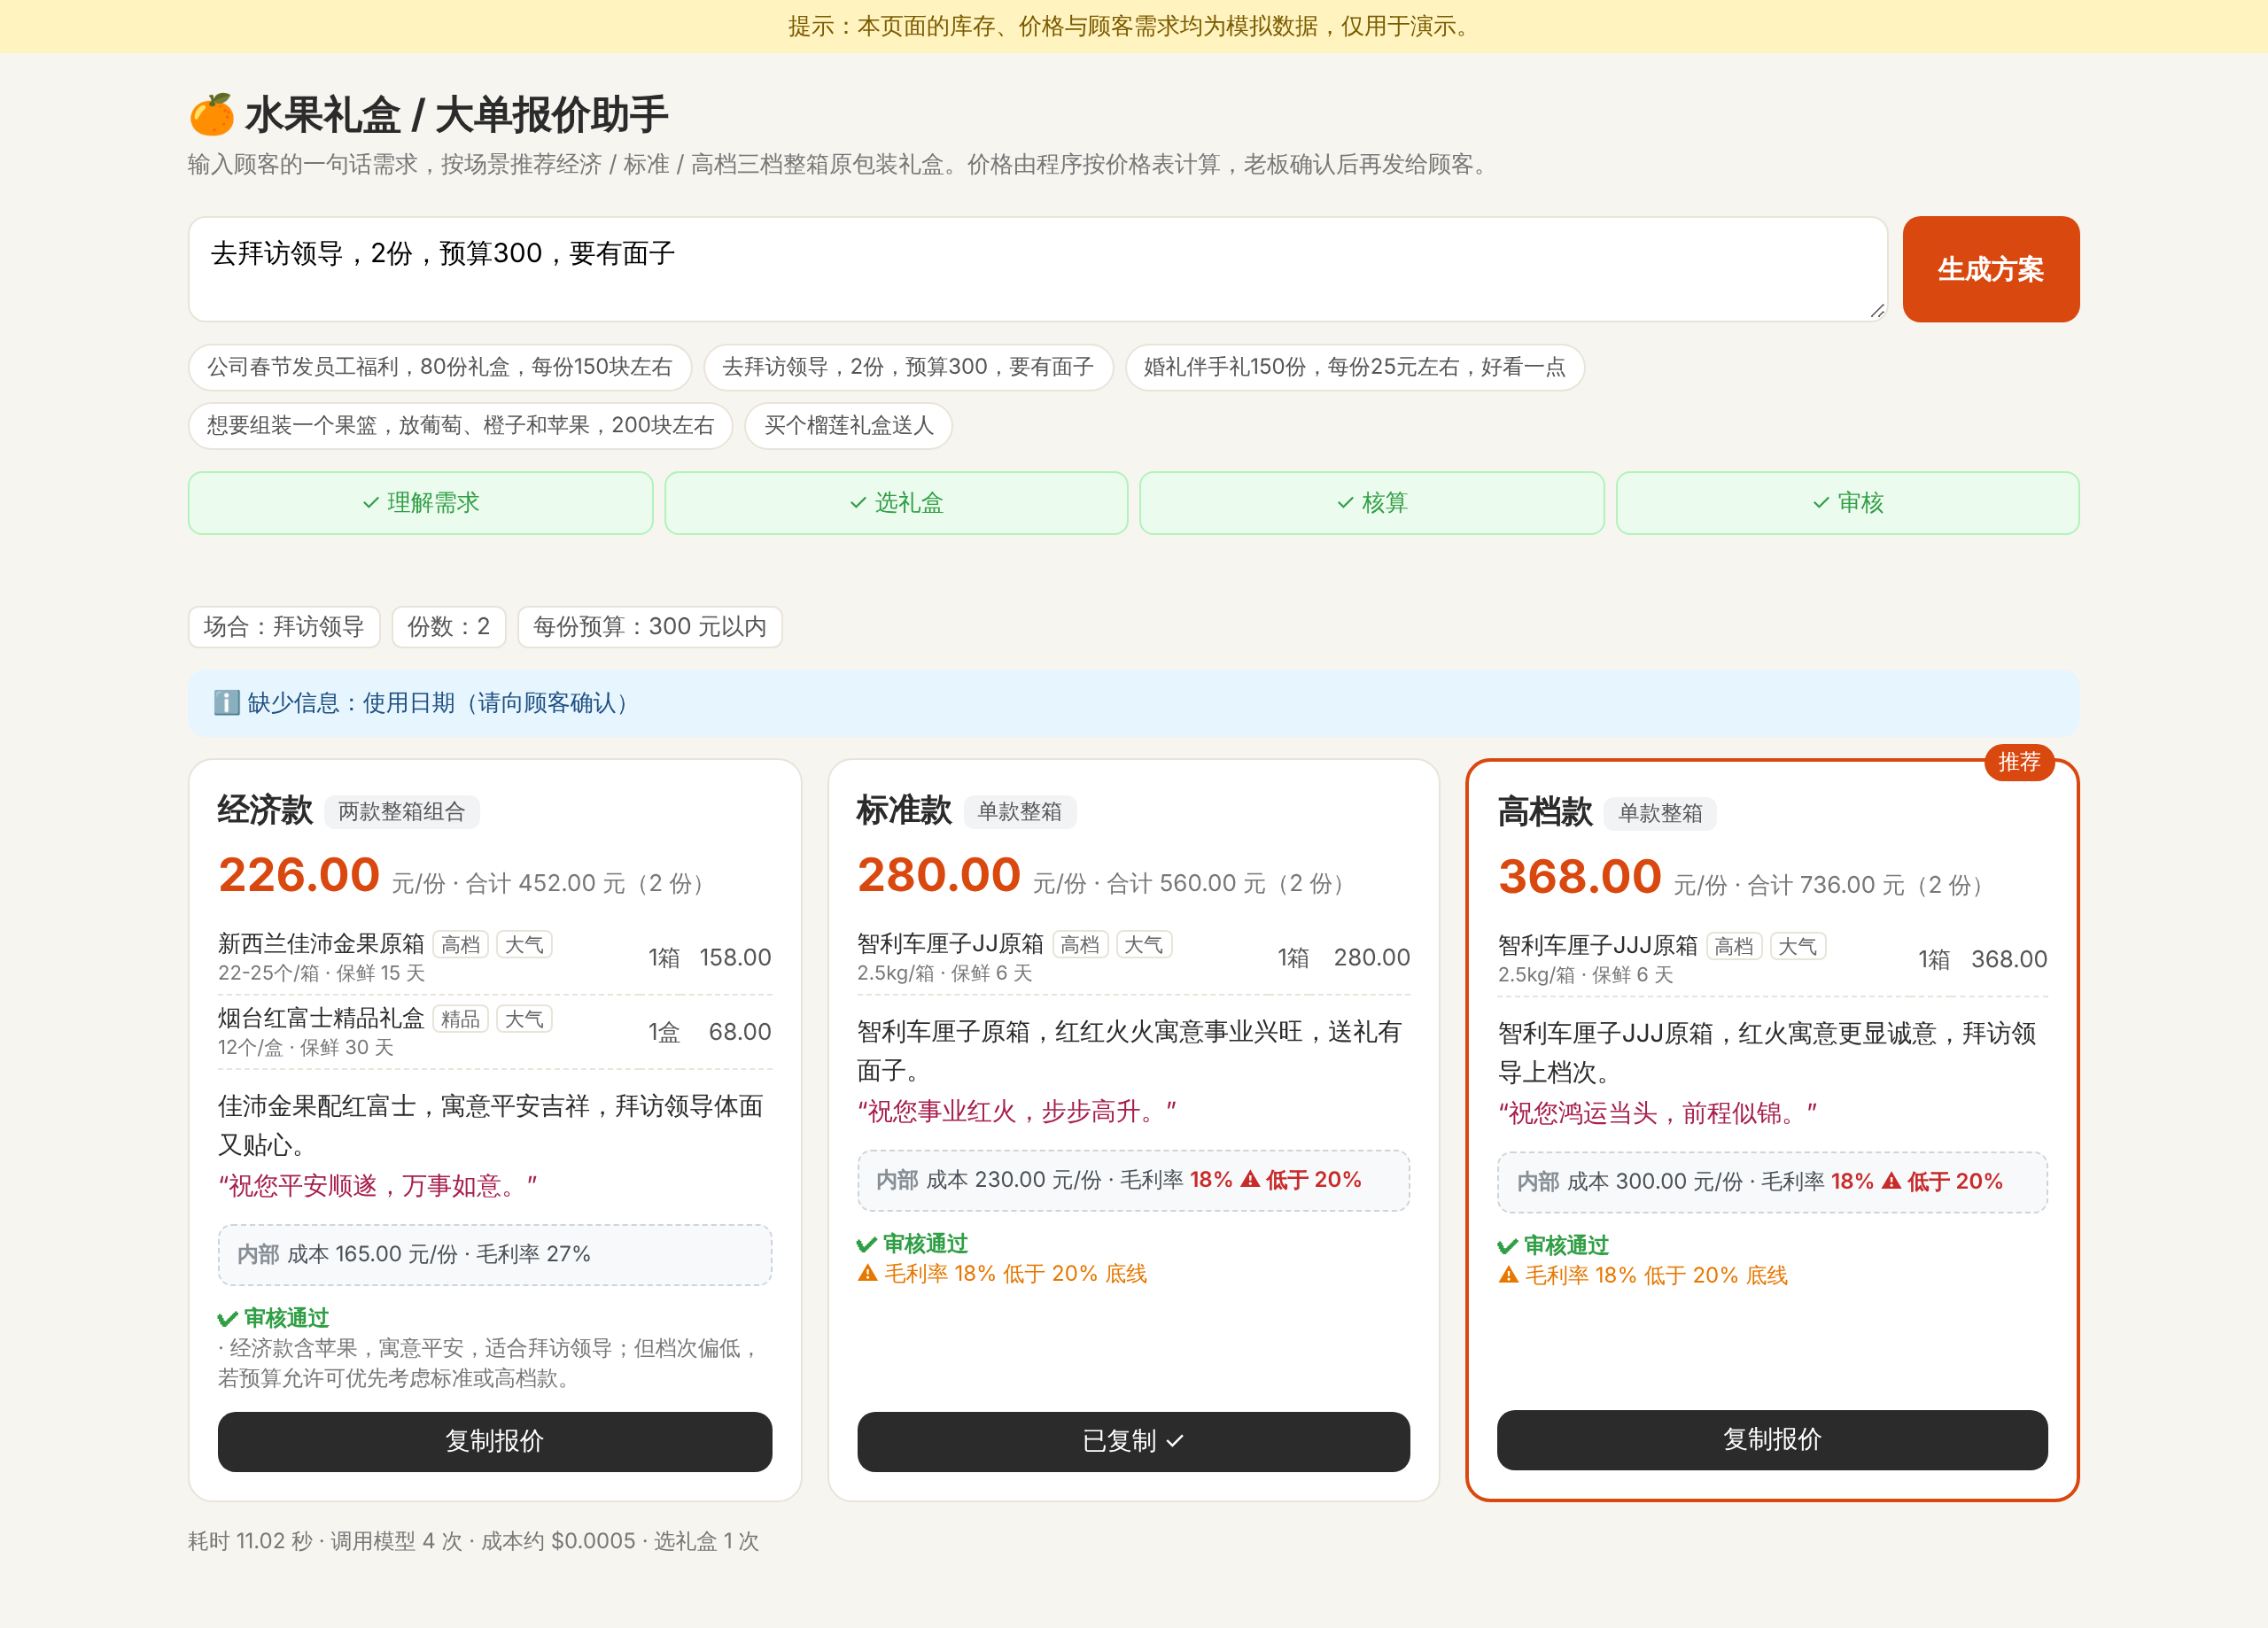 提示：本页面的库存、价格与顾客需求均为模拟数据，仅用于演示。
🍊 水果礼盒 / 大单报价助手
输入顾客的一句话需求，按场景推荐经济 / 标准 / 高档三档整箱原包装礼盒。价格由程序按价格表计算，老板确认后再发给顾客。
去拜访领导，2份，预算300，要有面子
生成方案
公司春节发员工福利，80份礼盒，每份150块左右
去拜访领导，2份，预算300，要有面子
婚礼伴手礼150份，每份25元左右，好看一点
想要组装一个果篮，放葡萄、橙子和苹果，200块左右
买个榴莲礼盒送人
✓ 理解需求
✓ 选礼盒
✓ 核算
✓ 审核
场合：拜访领导
份数：2
每份预算：300 元以内
ℹ️ 缺少信息：使用日期（请向顾客确认）
经济款 两款整箱组合
226.00 元/份 · 合计 452.00 元（2 份）
新西兰佳沛金果原箱 高档 大气
22-25个/箱 · 保鲜 15 天
1箱 158.00
烟台红富士精品礼盒 精品 大气
12个/盒 · 保鲜 30 天
1盒 68.00
佳沛金果配红富士，寓意平安吉祥，拜访领导体面
又贴心。
“祝您平安顺遂，万事如意。”
内部 成本 165.00 元/份 · 毛利率 27%
✔ 审核通过
· 经济款含苹果，寓意平安，适合拜访领导；但档次偏低，
若预算允许可优先考虑标准或高档款。
复制报价
标准款 单款整箱
280.00 元/份 · 合计 560.00 元（2 份）
智利车厘子JJ原箱 高档 大气
2.5kg/箱 · 保鲜 6 天
1箱 280.00
智利车厘子原箱，红红火火寓意事业兴旺，送礼有
面子。
“祝您事业红火，步步高升。”
内部 成本 230.00 元/份 · 毛利率 18% ⚠ 低于 20%
✔ 审核通过
⚠ 毛利率 18% 低于 20% 底线
已复制 ✓
推荐
高档款 单款整箱
368.00 元/份 · 合计 736.00 元（2 份）
智利车厘子JJJ原箱 高档 大气
2.5kg/箱 · 保鲜 6 天
1箱 368.00
智利车厘子JJJ原箱，红火寓意更显诚意，拜访领
导上档次。
“祝您鸿运当头，前程似锦。”
内部 成本 300.00 元/份 · 毛利率 18% ⚠ 低于 20%
✔ 审核通过
⚠ 毛利率 18% 低于 20% 底线
复制报价
耗时 11.02 秒 · 调用模型 4 次 · 成本约 $0.0005 · 选礼盒 1 次